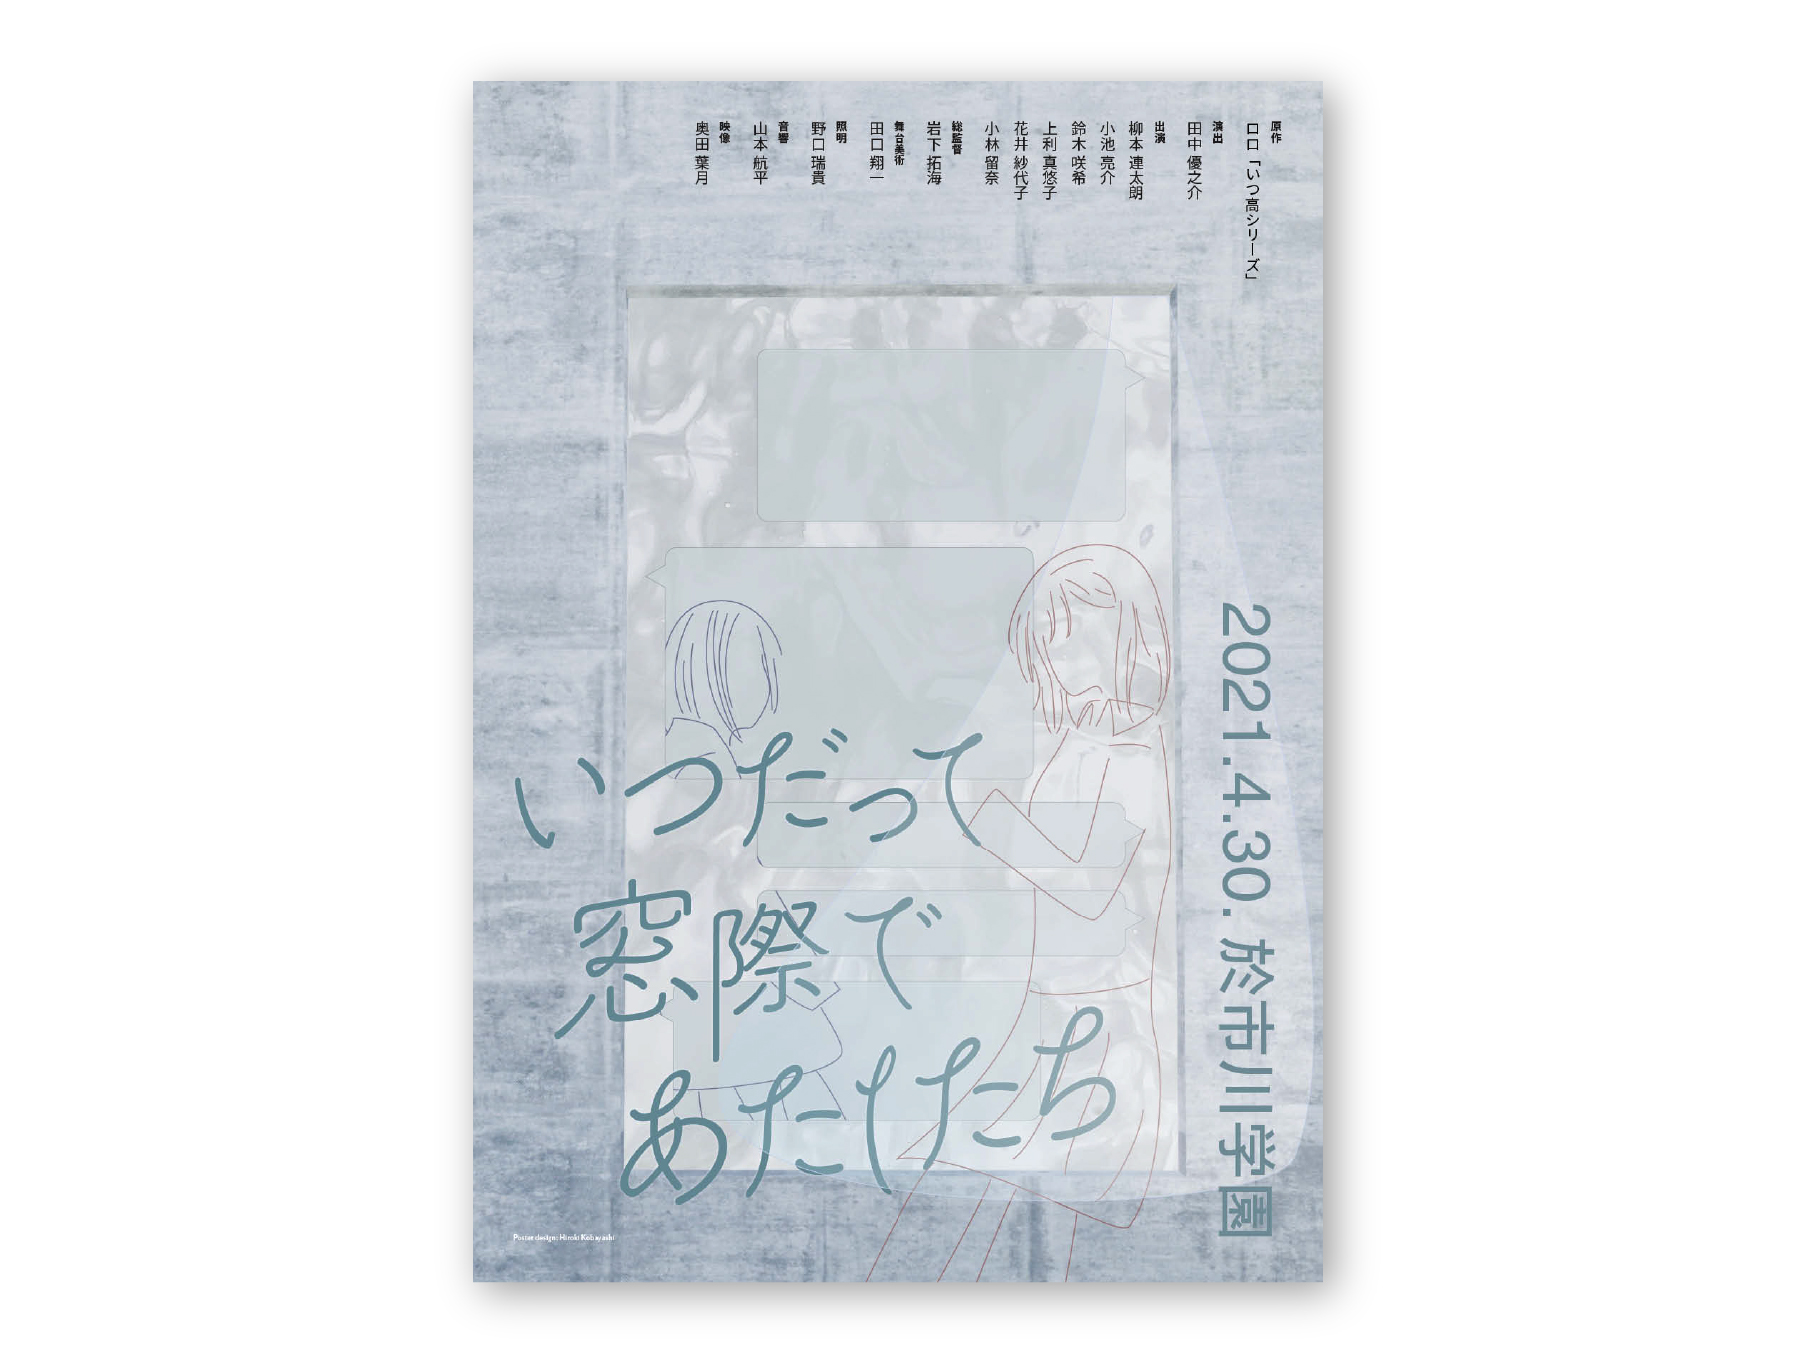 原作
ロロ「いつ高シリーズ」
演出
田中 優之介
出演
柳本 連太朗
小池 亮介
鈴木 咲希
上利 真悠子
花井 紗代子
小林 留奈
総監督
岩下 拓海
舞台美術
田口 翔一
照明
野口 瑞貴
音響
山本 航平
映像
奥田 葉月
2021.4.30. 於市川学園
いつだって
窓際で
あたしたち
Poster design: Hiroki Kobayashi